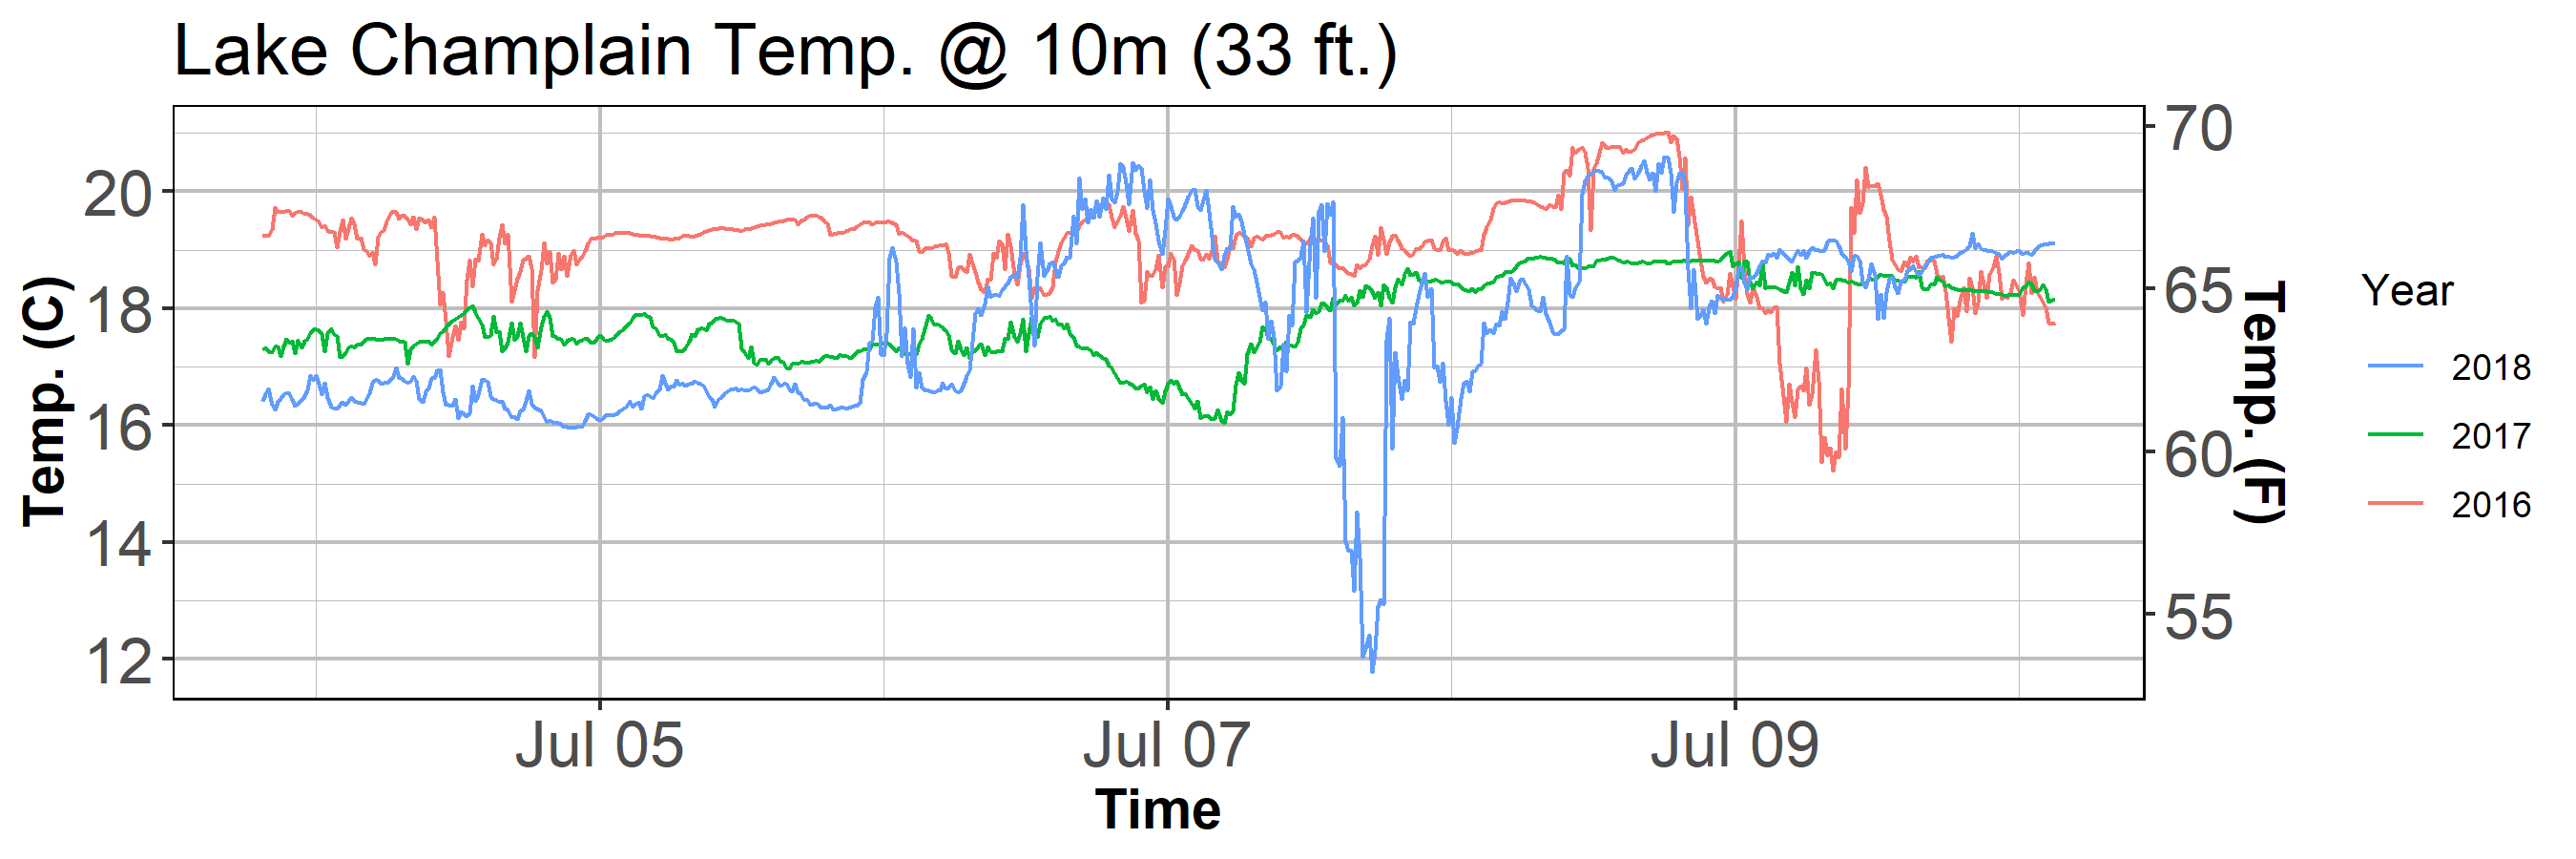 Lake Champlain Temp. @ 10m (33 ft.)
Temp. (C)
20
18
16
14
12
70
65
60
55
Temp. (F)
Jul 05
Jul 07
Jul 09
Time
Year
2018
2017
2016